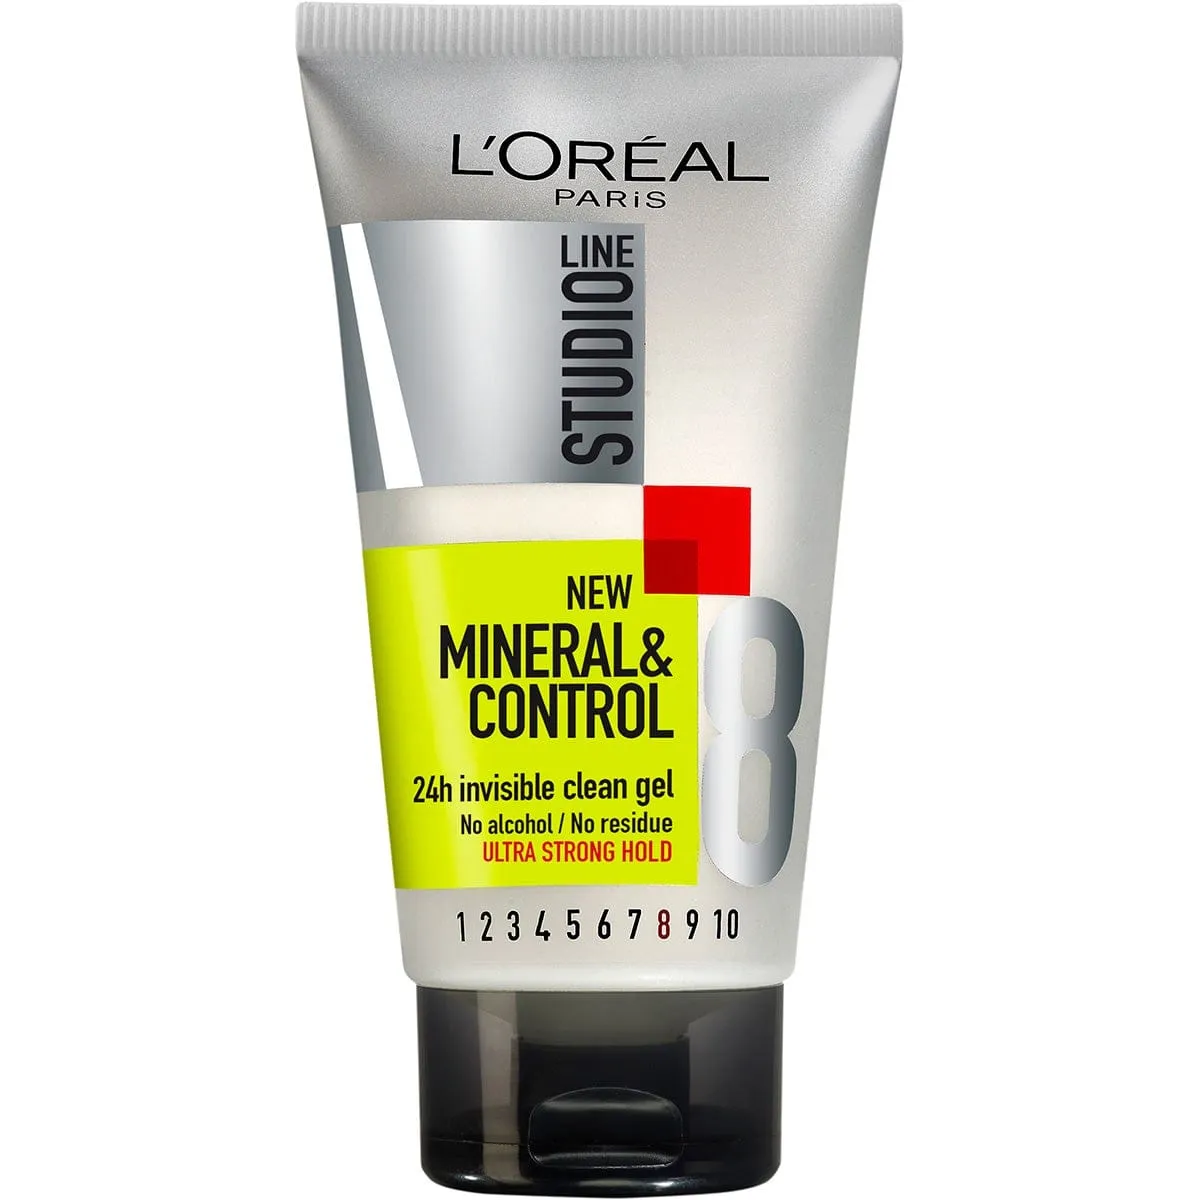 L'ORÉAL
PARiS
STUDIO LINE
NEW
MINERAL&
CONTROL
24h invisible clean gel
No alcohol / No residue
ULTRA STRONG HOLD
8
1 2 3 4 5 6 7 8 9 10